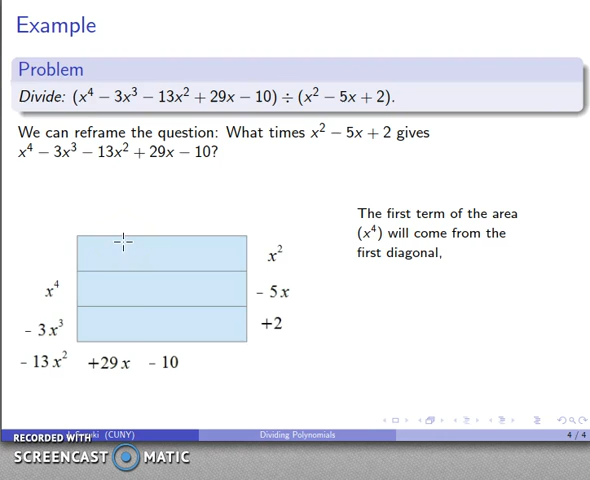 Example
Problem
Divide: (x⁴ − 3x³ − 13x² + 29x − 10) ÷ (x² − 5x + 2).
We can reframe the question: What times x² − 5x + 2 gives
x⁴ − 3x³ − 13x² + 29x − 10?
The first term of the area
(x⁴) will come from the
first diagonal,
x²
x⁴
− 5x
− 3x³
+2
− 13x² +29x − 10
(CUNY) Dividing Polynomials 4 / 4
RECORDED WITH
SCREENCAST MATIC